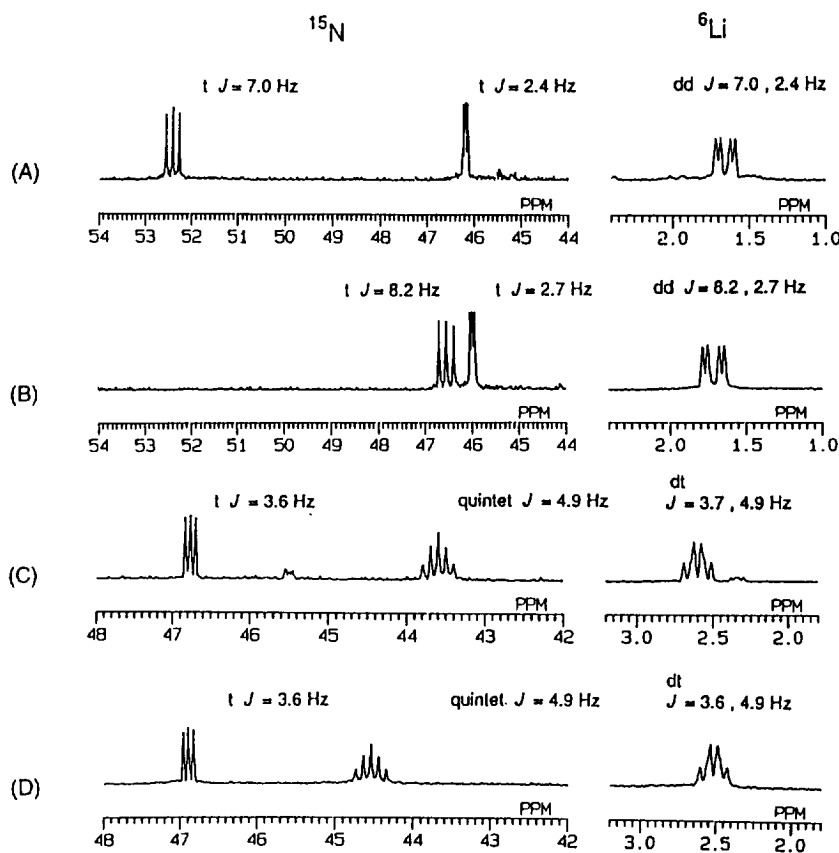 15N 6Li
t J = 7.0 Hz t J = 2.4 Hz dd J = 7.0 , 2.4 Hz
(A)
PPM PPM
54 53 52 51 50 49 48 47 46 45 44 2.0 1.5 1.0
t J = 8.2 Hz t J = 2.7 Hz dd J = 8.2 , 2.7 Hz
(B)
PPM PPM
54 53 52 51 50 49 48 47 46 45 44 2.0 1.5 1.0
t J = 3.6 Hz quintet J = 4.9 Hz dt
J = 3.7 , 4.9 Hz
(C)
PPM PPM
48 47 46 45 44 43 42 3.0 2.5 2.0
t J = 3.6 Hz quintet. J = 4.9 Hz dt
J = 3.6 , 4.9 Hz
(D)
PPM PPM
48 47 46 45 44 43 42 3.0 2.5 2.0